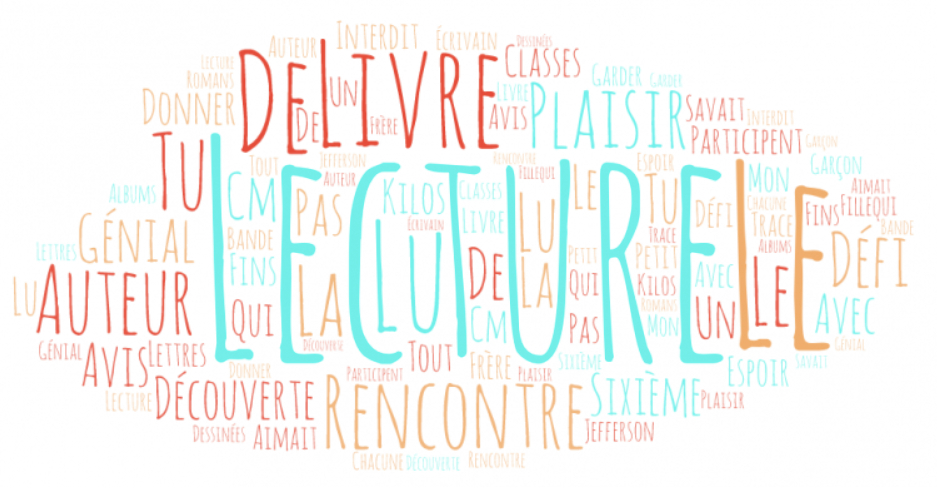 Dessinées
Interdit Écrivain
Auteur
Lecture De Livre Classes
Romans Un Livre Garder Garder
Donner De Frère Avis Plaisir Savait Interdit
Tu Participent Garçon
Tout Jefferson Rencontre Espoir Garçon
Albums Cm Auteur Fillequi Mon Aimait
Pas Kilos Classes Le Tu Chacune Fins Fillequi
Génial Lecture Le
Écrivain Livre Lu Défi Trace Bande
Lettres Bande Lut Petit Trace Albums Défi
Fins La De La Qui Petit Avec Le
Lu Auteur Qui Kilos Un Avec
Cm Pas Romans Mon
Génial Avis Lettres Découverte Tout Frère Sixième Espoir Savait Génial
Donner Participent Plaisir
Lecture Découverte Rencontre Sixième Plaisir
Dessinées Aimait Jefferson
Chacune Découverte Rencontre